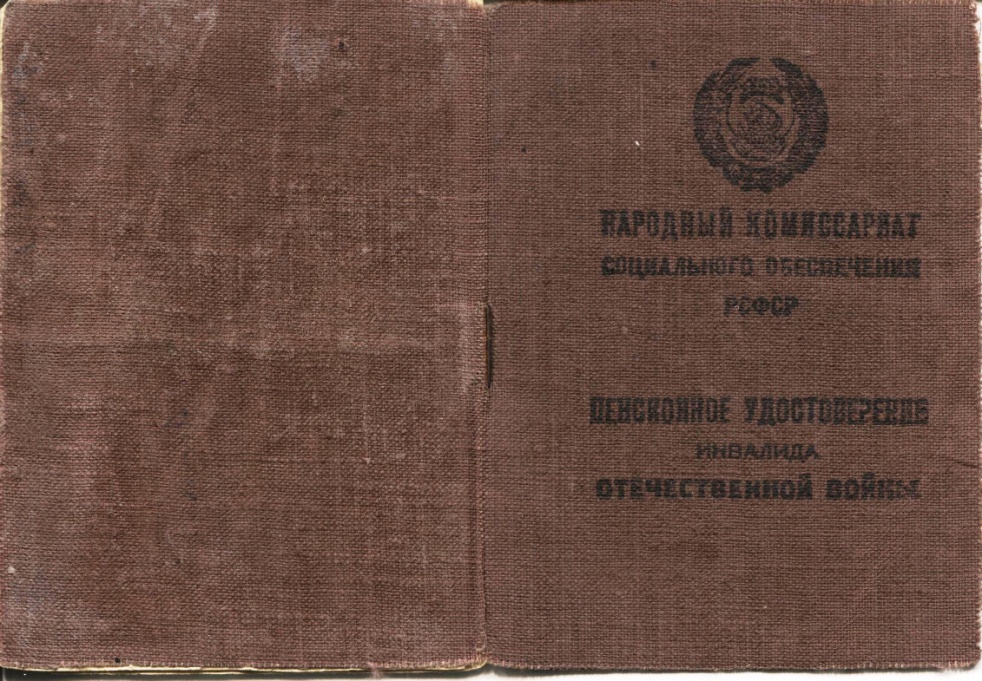 НАРОДНЫЙ КОМИССАРИАТ
СОЦИАЛЬНОГО ОБЕСПЕЧЕНИЯ
РСФСР
ПЕНСИОННОЕ УДОСТОВЕРЕНИЕ
ИНВАЛИДА
ОТЕЧЕСТВЕННОЙ ВОЙНЫ